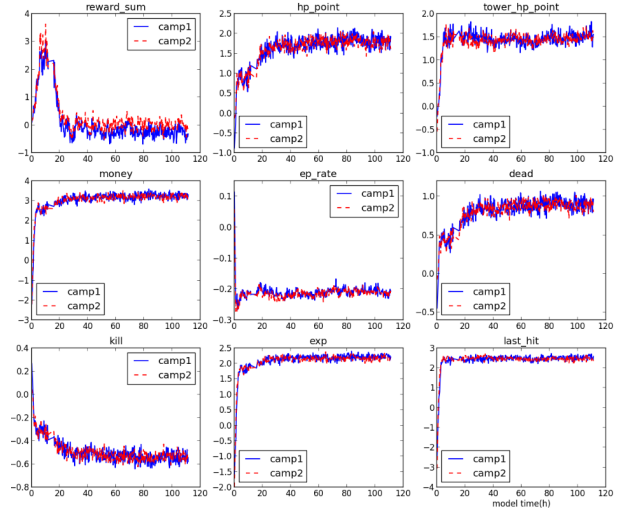 reward_sum
4
3
2
1
0
−1
0 20 40 60 80 100 120
camp1
camp2
hp_point
2.5
2.0
1.5
1.0
0.5
0.0
−0.5
−1.0
0 20 40 60 80 100 120
camp1
camp2
tower_hp_point
2.0
1.5
1.0
0.5
0.0
−0.5
−1.0
0 20 40 60 80 100 120
camp1
camp2
money
4
3
2
1
0
−1
−2
−3
0 20 40 60 80 100 120
camp1
camp2
ep_rate
0.1
0.0
−0.1
−0.2
−0.3
0 20 40 60 80 100 120
camp1
camp2
dead
1.0
0.5
0.0
−0.5
0 20 40 60 80 100 120
camp1
camp2
kill
0.4
0.2
0.0
−0.2
−0.4
−0.6
−0.8
0 20 40 60 80 100 120
camp1
camp2
exp
2.5
2.0
1.5
1.0
0.5
0.0
−0.5
−1.0
−1.5
−2.0
0 20 40 60 80 100 120
camp1
camp2
last_hit
3
2
1
0
−1
−2
−3
−4
0 20 40 60 80 100 120
camp1
camp2
model time(h)